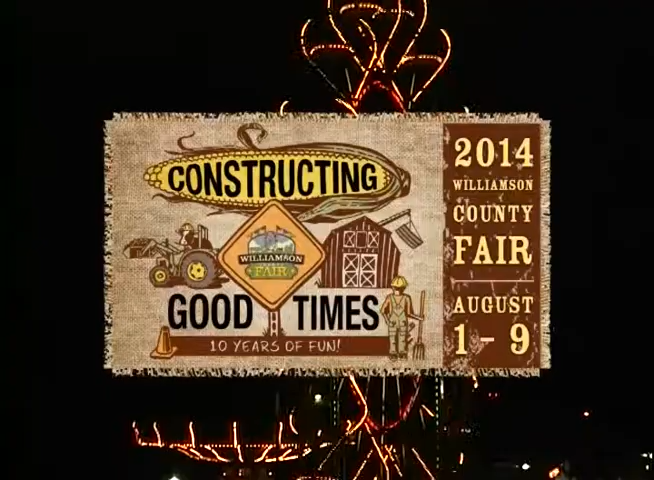 CONSTRUCTING
WILLIAMSON
FAIR
GOOD TIMES
10 YEARS OF FUN!
2014
WILLIAMSON
COUNTY
FAIR
AUGUST
1 - 9